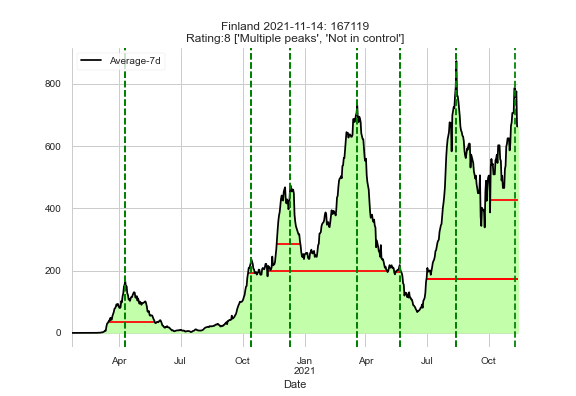 Finland 2021-11-14: 167119
Rating:8 ['Multiple peaks', 'Not in control']
Average-7d
800
600
400
200
0
Apr Jul Oct Jan Apr Jul Oct
2021
Date